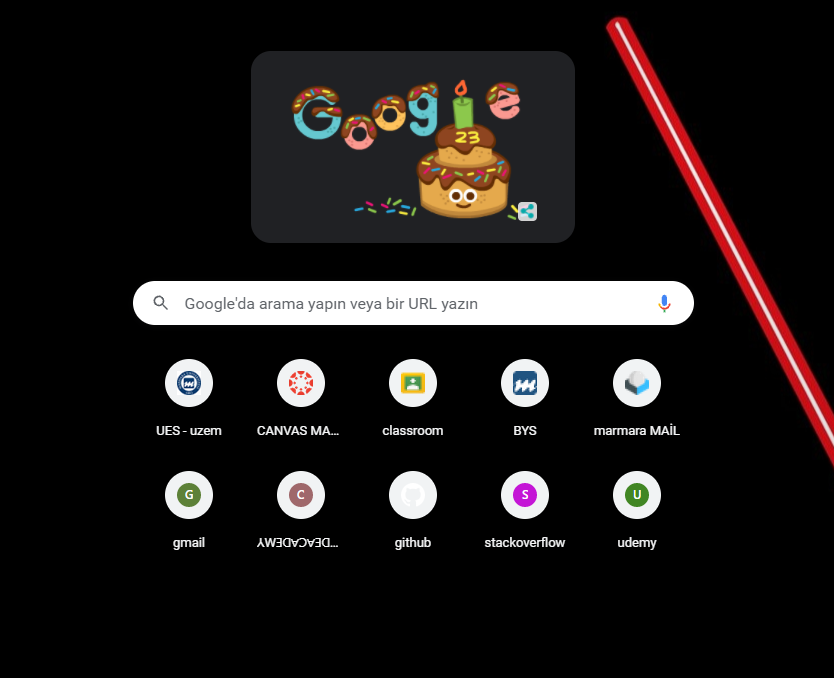 Google
23
Google'da arama yapın veya bir URL yazın
UES - uzem
CANVAS MA...
classroom
BYS
marmara MAİL
G
C
S
U
gmail
⅄WƎᗡⱯƆⱯƎᗡ...
github
stackoverflow
udemy